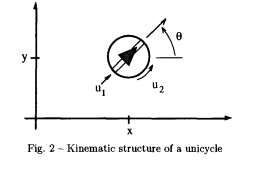 θ
y
u1
u2
x
Fig. 2 ~ Kinematic structure of a unicycle